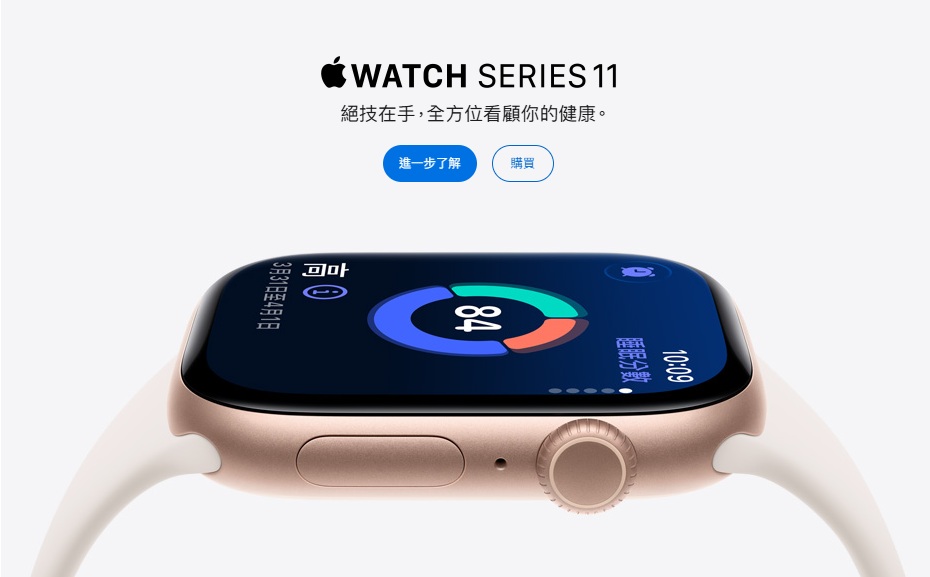 WATCH SERIES 11
絕技在手，全方位看顧你的健康。
進一步了解
購買
10:09
睡眠分數
84
高
3月31日至4月1日